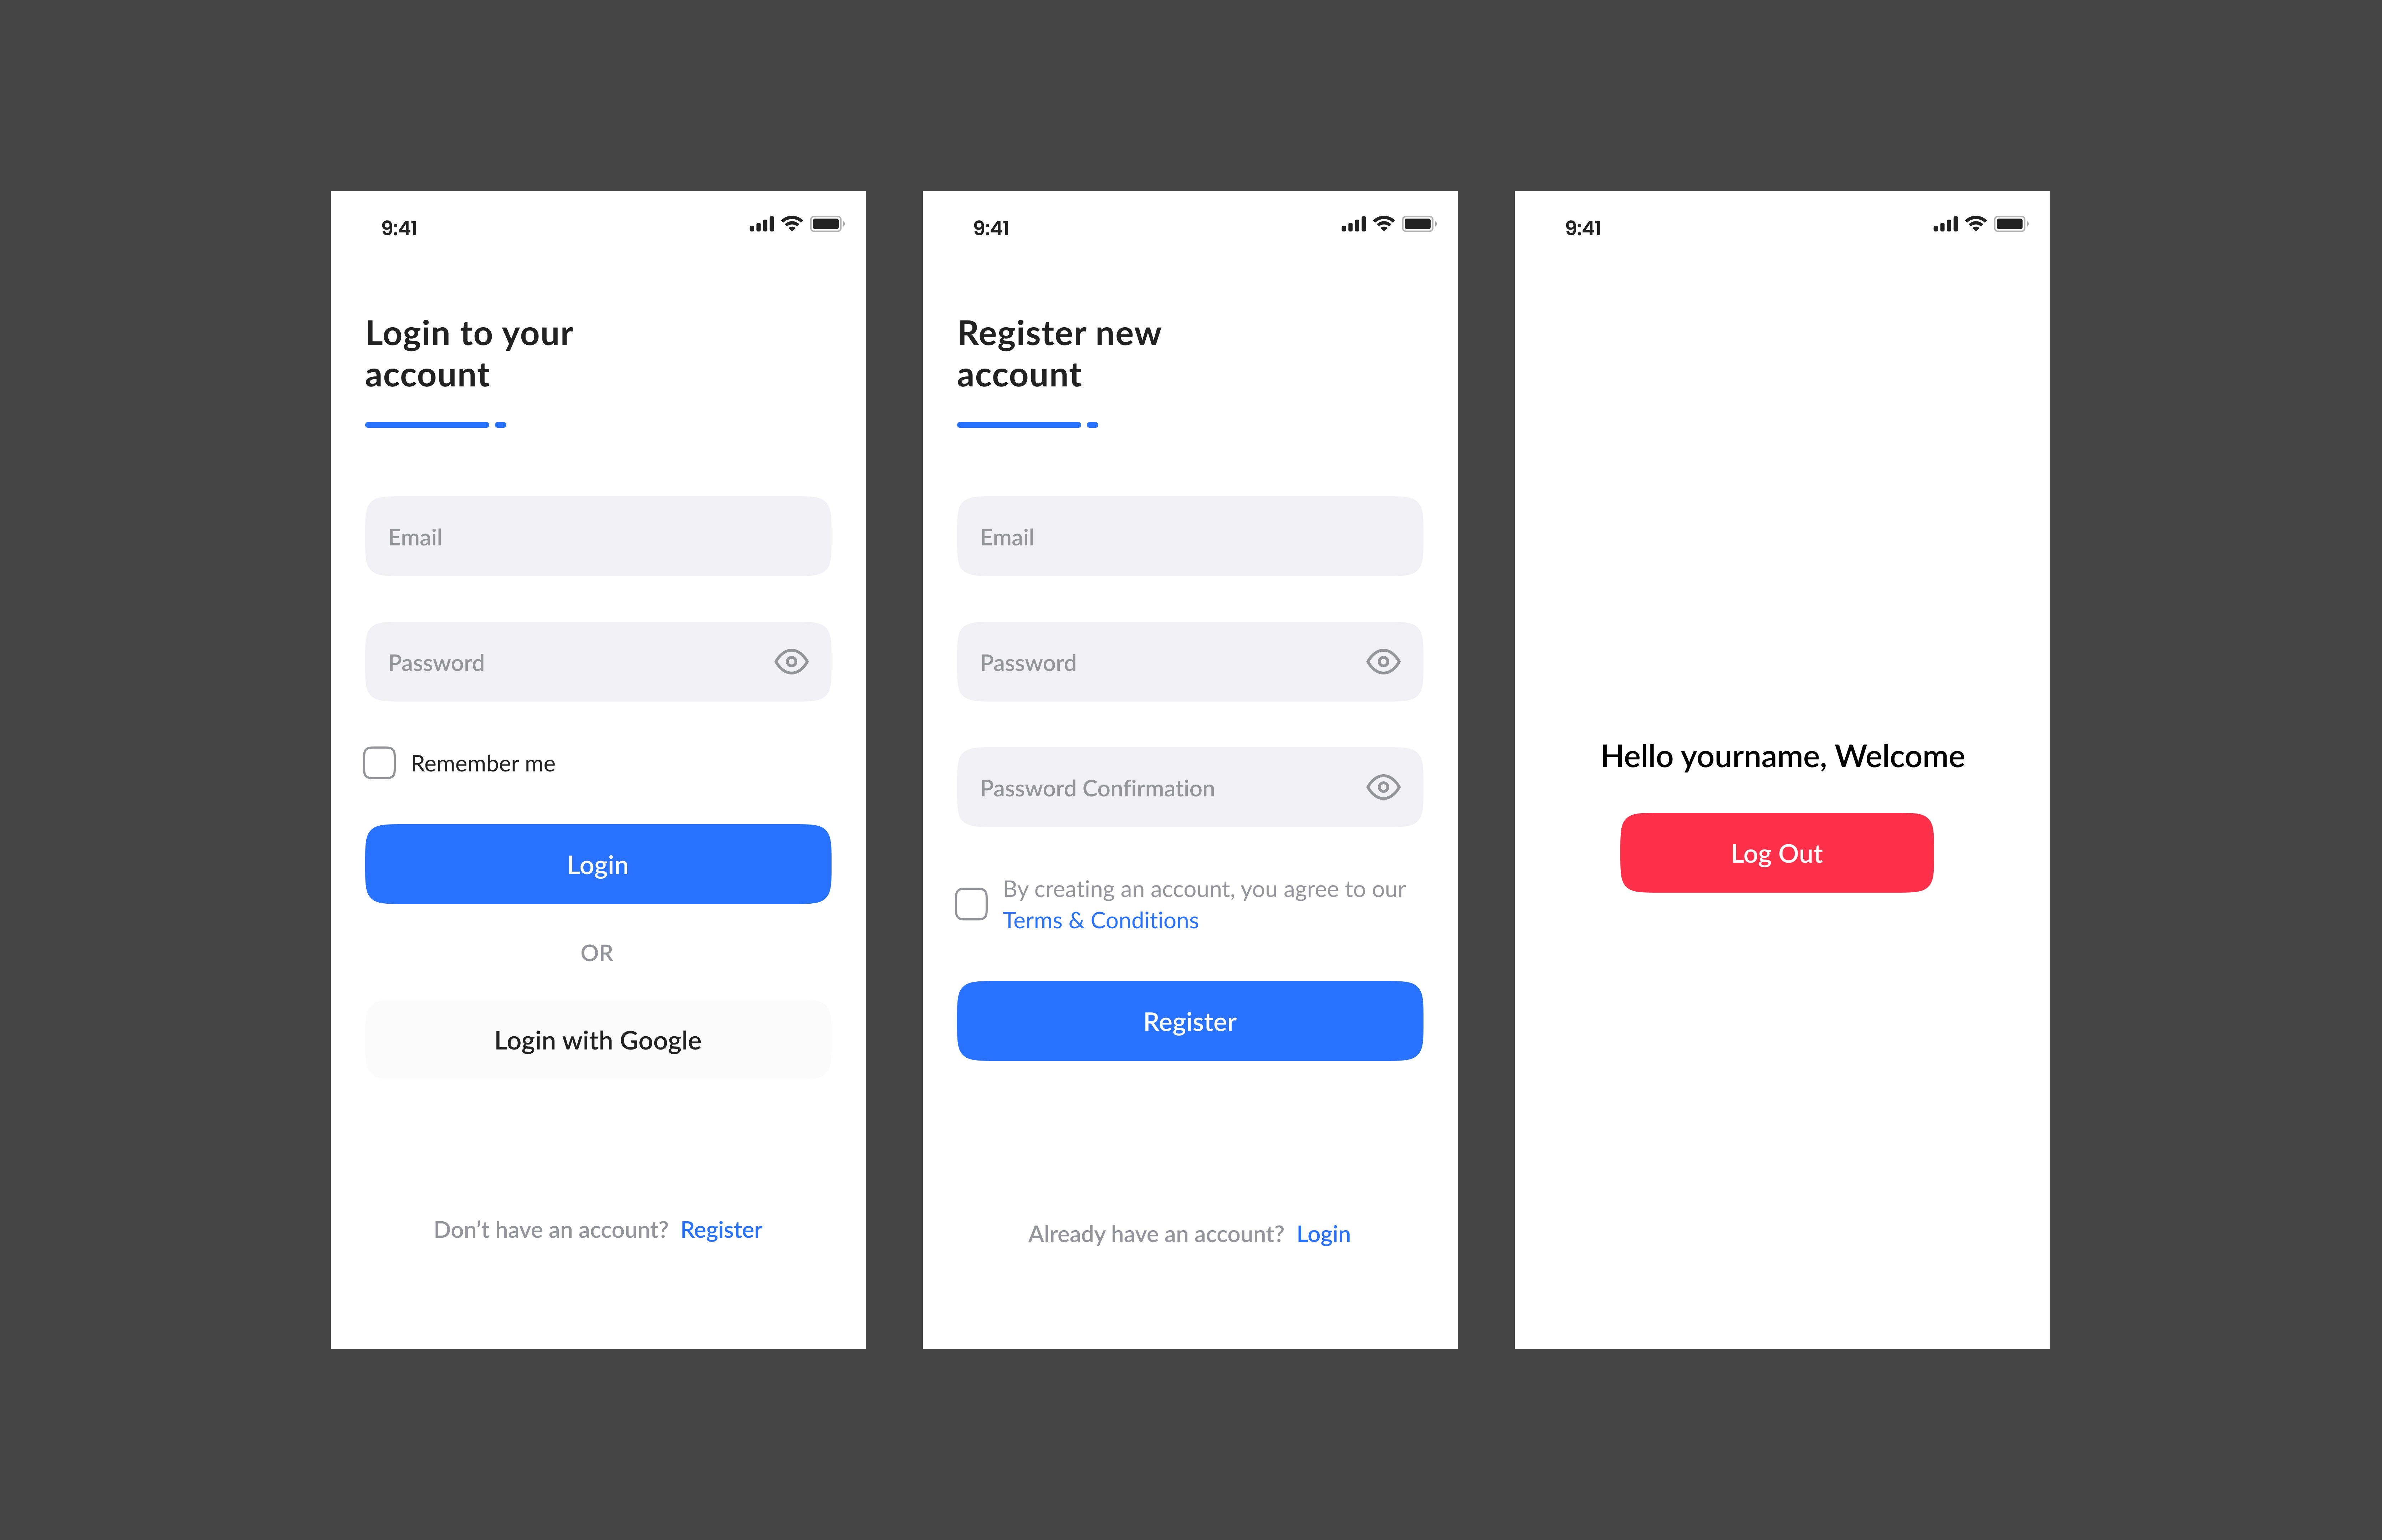 9:41
Login to your
account
Email
Password
Remember me
Login
OR
Login with Google
Don’t have an account? Register
9:41
Register new
account
Email
Password
Password Confirmation
By creating an account, you agree to our
Terms & Conditions
Register
Already have an account? Login
9:41
Hello yourname, Welcome
Log Out